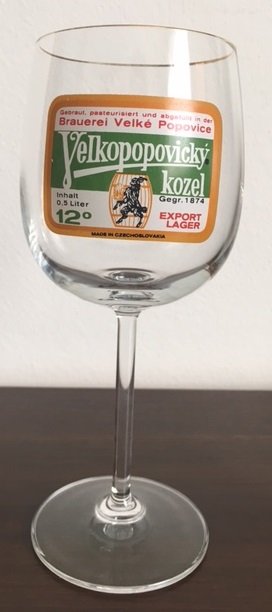 Gebraut, pasteurisiert und abgefüllt in der
Brauerei Velké Popovice
Velkopopovický
kozel
Inhalt
0,5 Liter
Gegr. 1874
12°
EXPORT
LAGER
MADE IN CZECHOSLOVAKIA